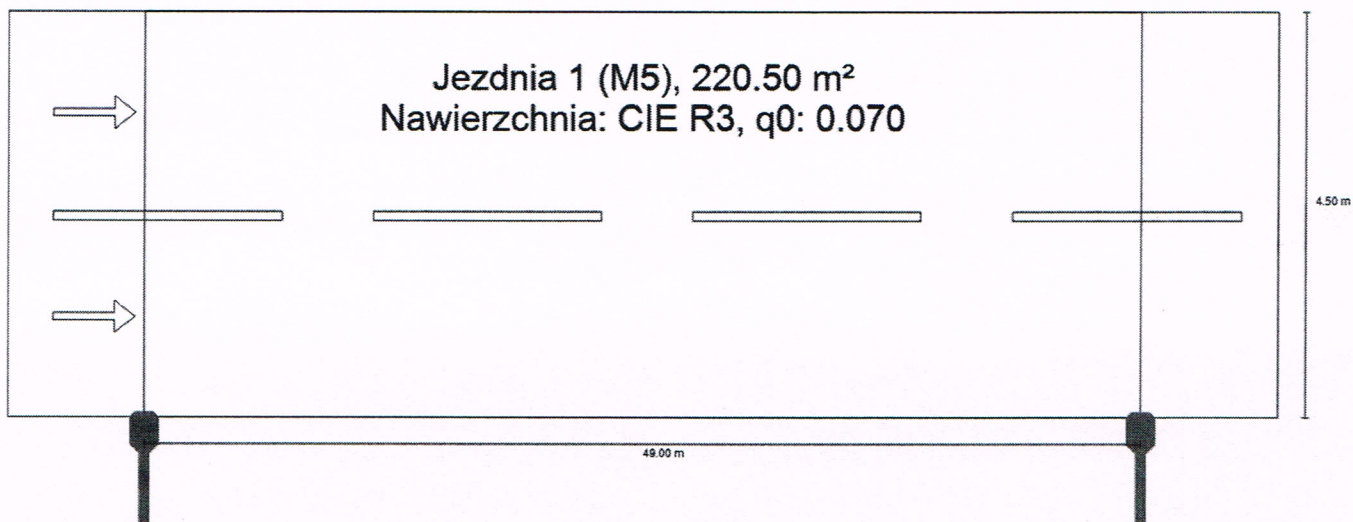 Jezdnia 1 (M5), 220.50 m²
Nawierzchnia: CIE R3, q0: 0.070
4.50 m
49.00 m